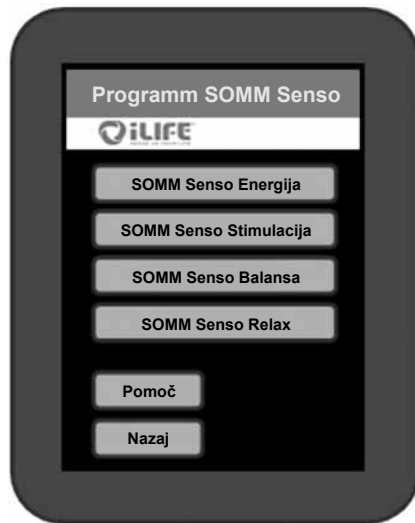 Programm SOMM Senso
iLIFE
SOMM Senso Energija
SOMM Senso Stimulacija
SOMM Senso Balansa
SOMM Senso Relax
Pomoč
Nazaj